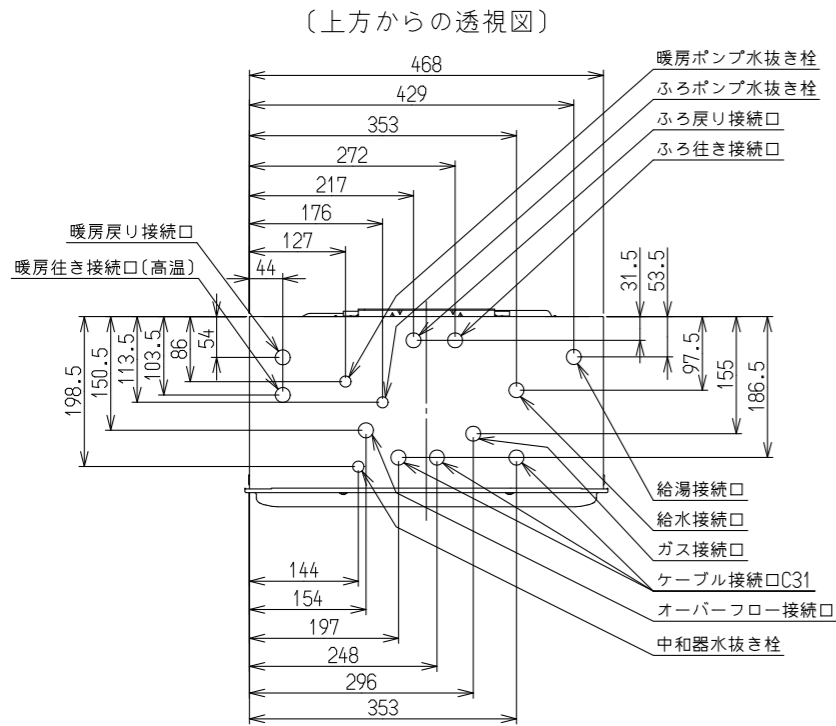 〔上方からの透視図〕
468
429
353
272
217
176
127
44
暖房ポンプ水抜き栓
ふろポンプ水抜き栓
ふろ戻り接続口
ふろ往き接続口
暖房戻り接続口
暖房往き接続口〔高温〕
198.5
150.5
113.5
103.5
86
54
31.5
53.5
97.5
155
186.5
給湯接続口
給水接続口
ガス接続口
ケーブル接続口C31
オーバーフロー接続口
中和器水抜き栓
144
154
197
248
296
353